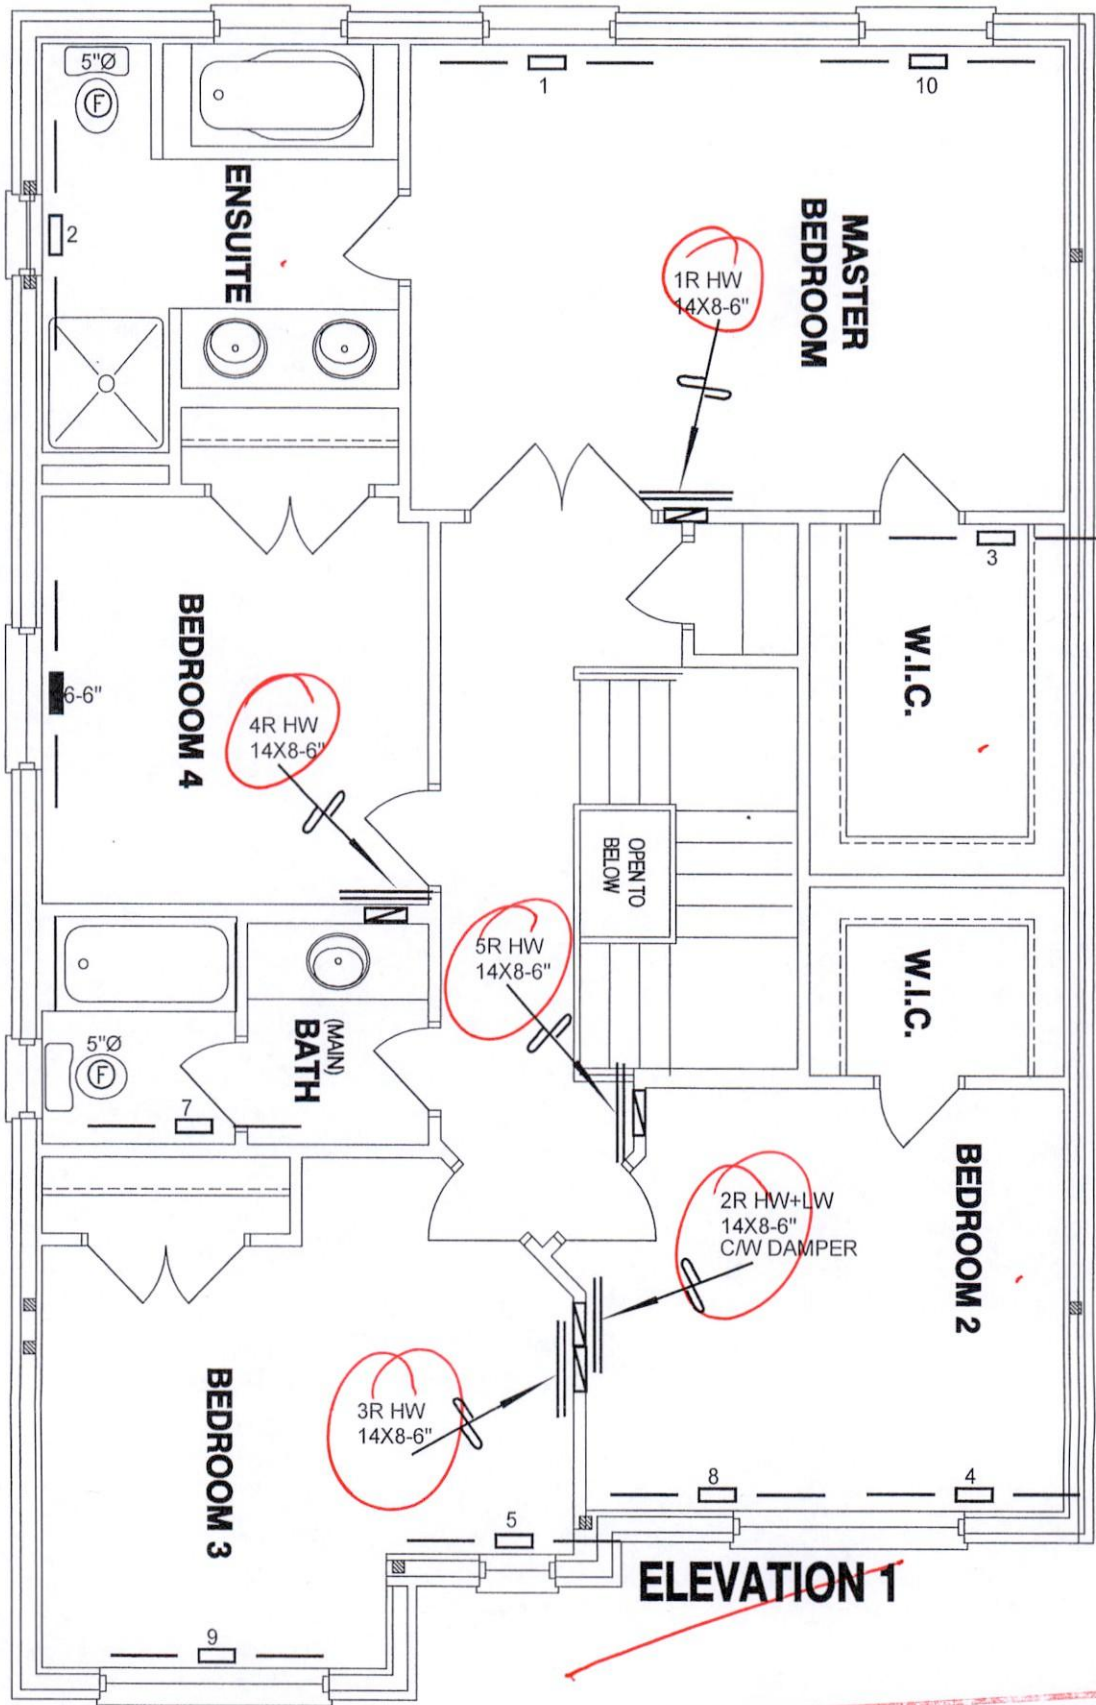 5"Ø
F
1
10
ENSUITE
2
MASTER
BEDROOM
1R HW
14X8-6"
3
W.I.C.
BEDROOM 4
6-6"
4R HW
14X8-6"
OPEN TO
BELOW
5R HW
14X8-6"
W.I.C.
(MAIN)
BATH
5"Ø
F
7
BEDROOM 2
2R HW+LW
14X8-6"
C/W DAMPER
BEDROOM 3
3R HW
14X8-6"
8
4
5
ELEVATION 1
9